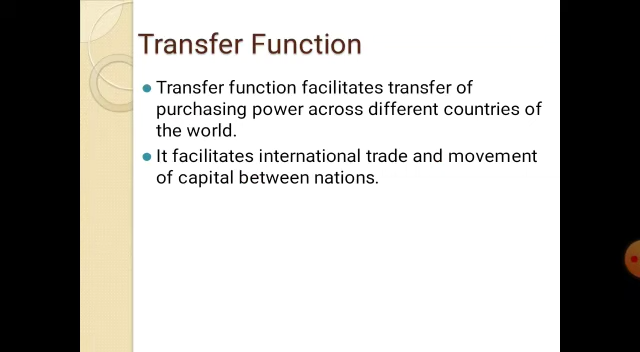 Transfer Function
Transfer function facilitates transfer of
purchasing power across different countries of
the world.
It facilitates international trade and movement
of capital between nations.